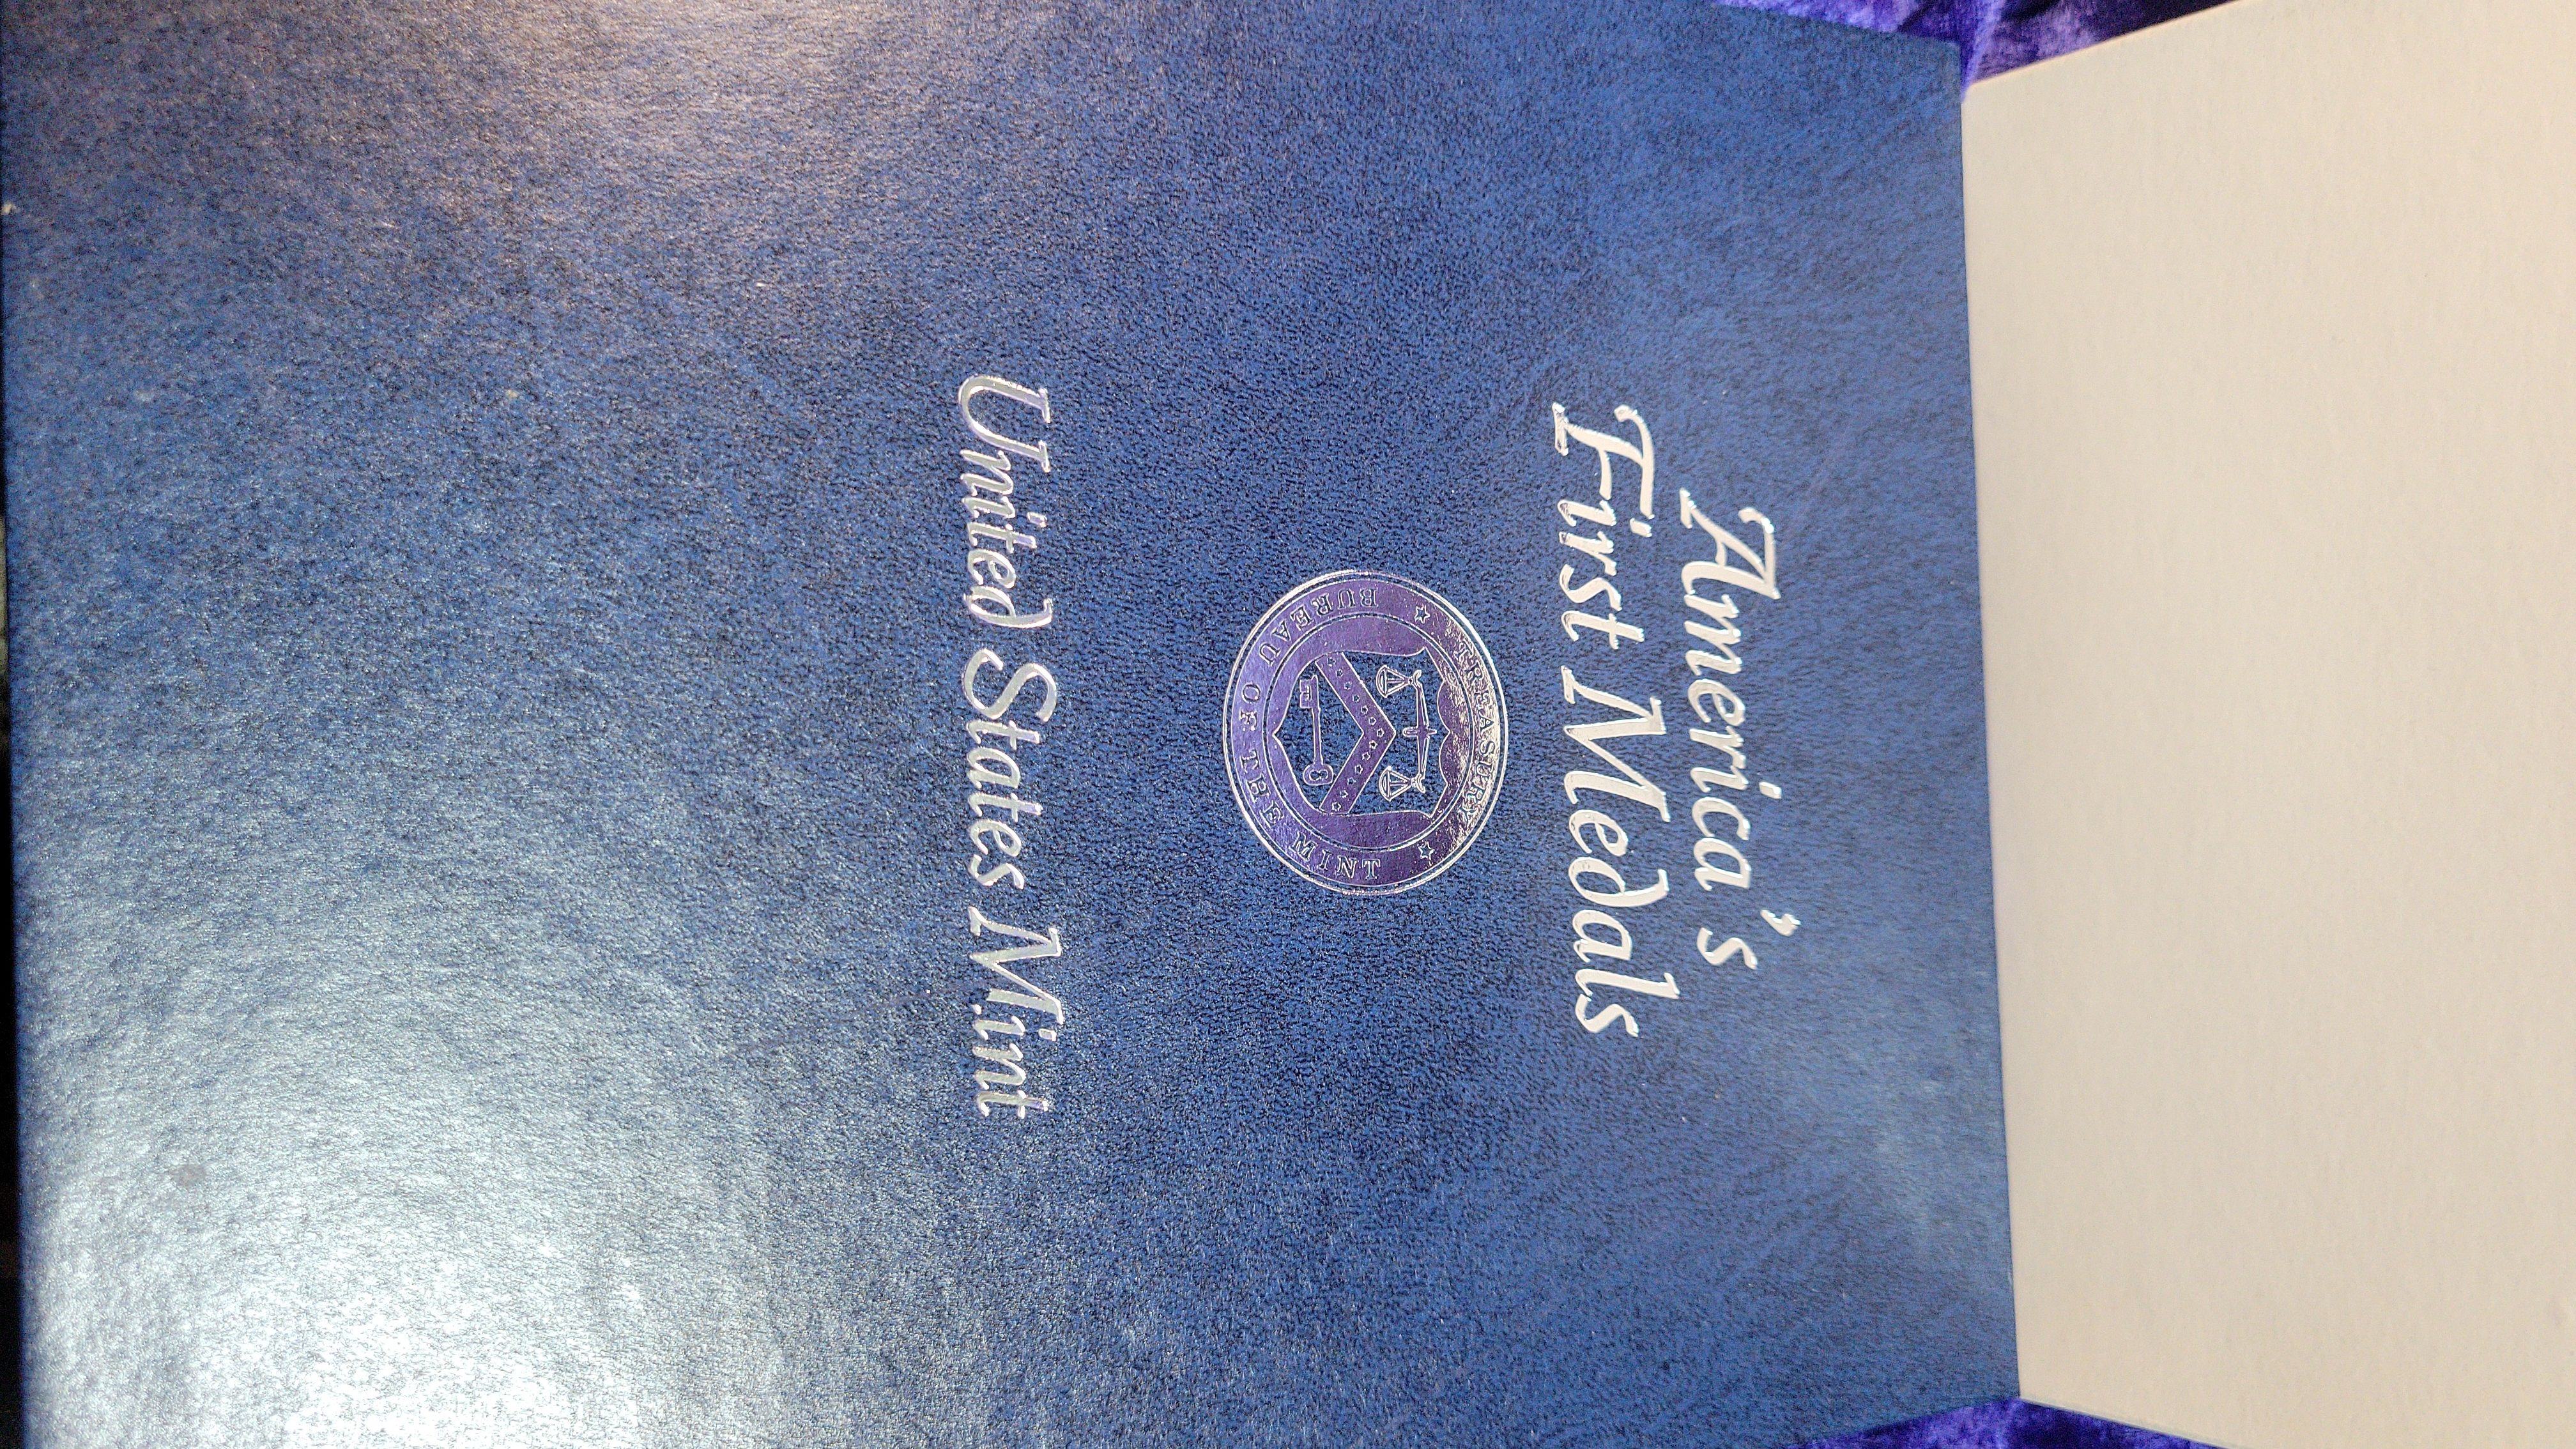 America's
First Medals
★ TREASURY ★
BUREAU OF THE MINT
United States Mint